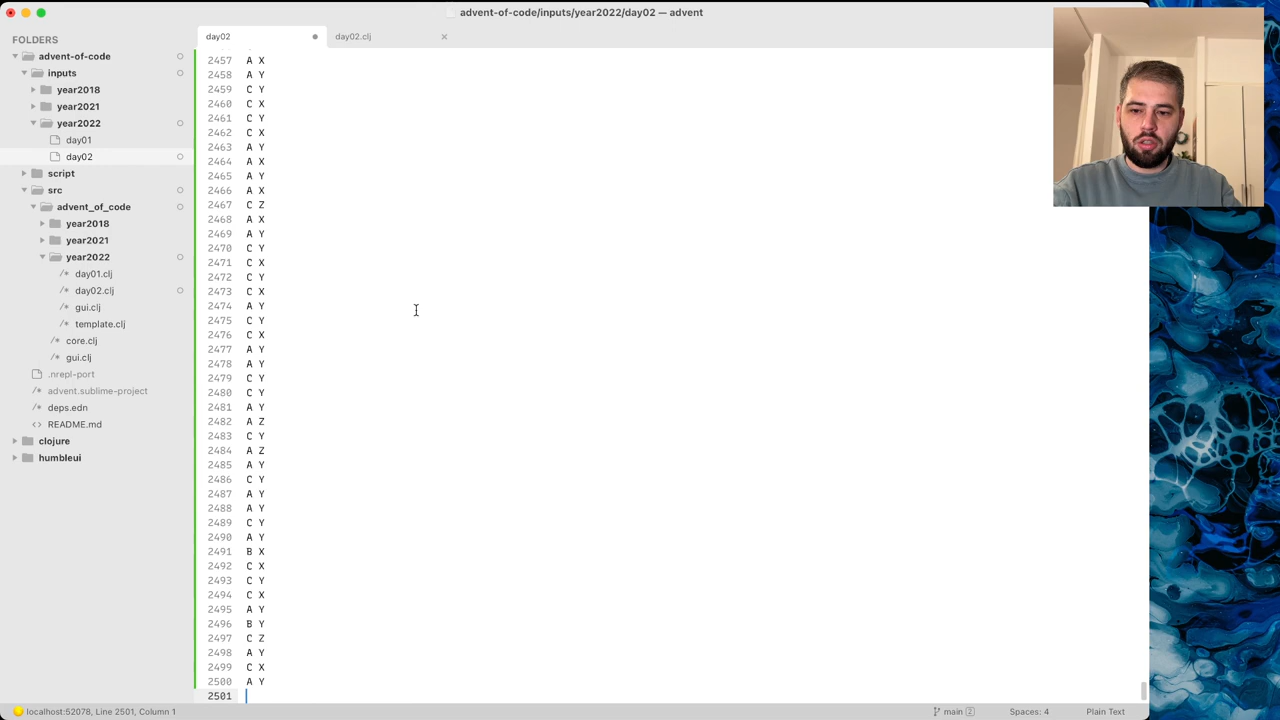 advent-of-code/inputs/year2022/day02 — advent
FOLDERS
advent-of-code
inputs
year2018
year2021
year2022
day01
day02
script
src
advent_of_code
year2018
year2021
year2022
day01.clj
day02.clj
gui.clj
template.clj
core.clj
gui.clj
.nrepl-port
advent.sublime-project
deps.edn
README.md
clojure
humbleui
day02
day02.clj
2457 A X
2458 A Y
2459 C Y
2460 C X
2461 C Y
2462 C X
2463 A Y
2464 A X
2465 A Y
2466 A X
2467 C Z
2468 A X
2469 A Y
2470 C Y
2471 C X
2472 C Y
2473 C X
2474 A Y
2475 C Y
2476 C X
2477 A Y
2478 A Y
2479 C Y
2480 C Y
2481 A Y
2482 A Z
2483 C Y
2484 A Z
2485 A Y
2486 C Y
2487 A Y
2488 A Y
2489 C Y
2490 A Y
2491 B X
2492 C X
2493 C Y
2494 C X
2495 A Y
2496 B Y
2497 C Z
2498 A Y
2499 C X
2500 A Y
2501
localhost:52078, Line 2501, Column 1
main 2
Spaces: 4
Plain Text